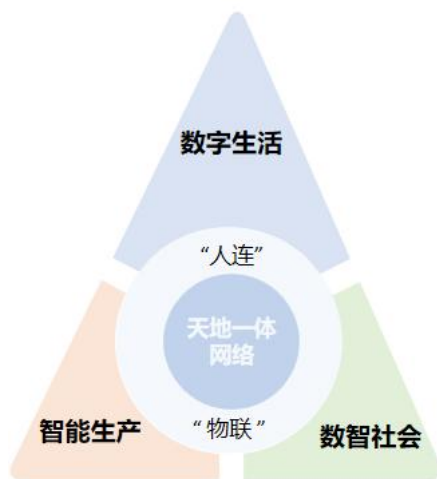 数字生活
“人连”
天地一体
网络
“物联”
智能生产
数智社会